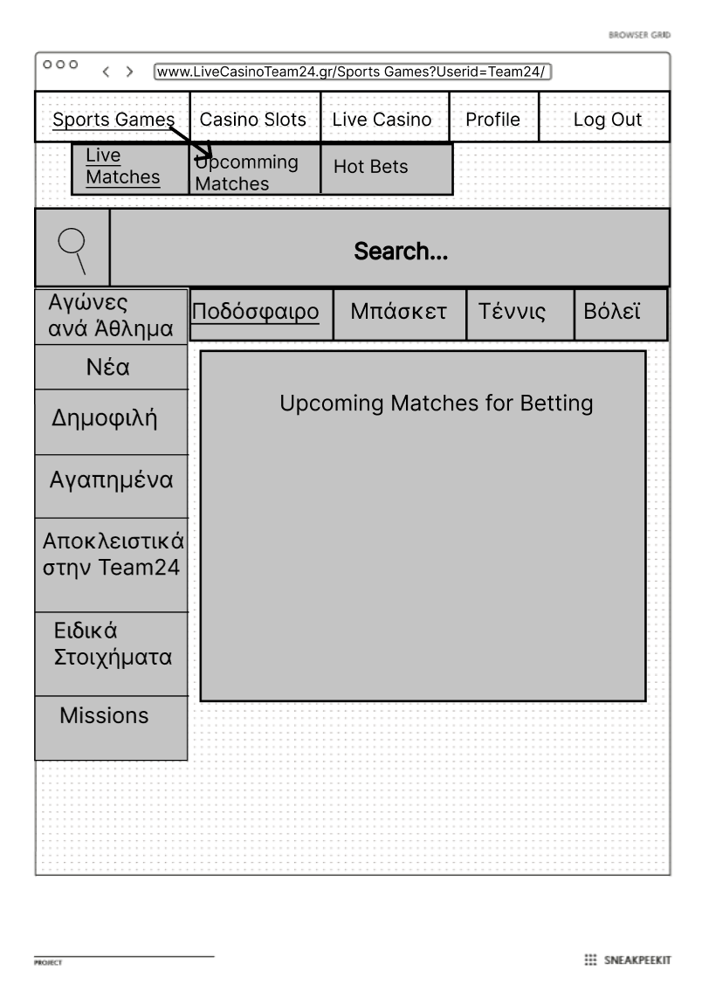 BROWSER GRID
www.LiveCasinoTeam24.gr/Sports Games?Userid=Team24/
Sports Games
Casino Slots
Live Casino
Profile
Log Out
Live
Matches
Upcomming
Matches
Hot Bets
Search...
Αγώνες
ανά Άθλημα
Ποδόσφαιρο
Μπάσκετ
Τέννις
Βόλεϊ
Νέα
Δημοφιλή
Αγαπημένα
Αποκλειστικά
στην Team24
Ειδικά
Στοιχήματα
Missions
Upcoming Matches for Betting
PROJECT
SNEAKPEEKIT